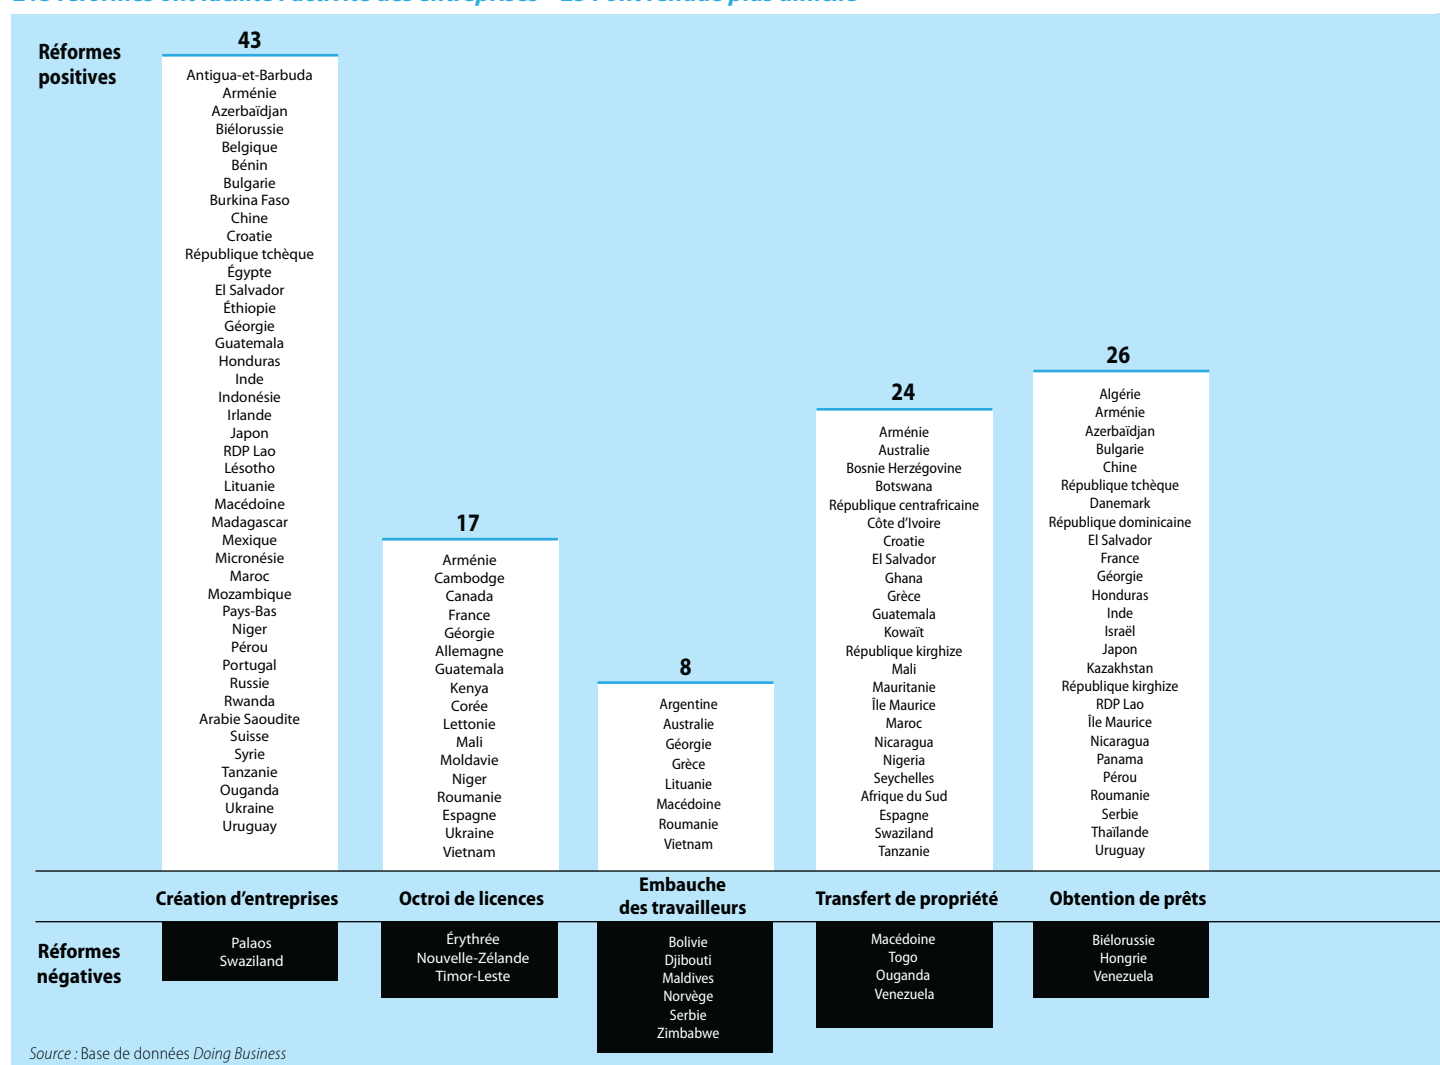 Réformes
positives
43
Antigua-et-Barbuda
Arménie
Azerbaïdjan
Biélorussie
Belgique
Bénin
Bulgarie
Burkina Faso
Chine
Croatie
République tchèque
Égypte
El Salvador
Éthiopie
Géorgie
Guatemala
Honduras
Inde
Indonésie
Irlande
Japon
RDP Lao
Lésotho
Lituanie
Macédoine
Madagascar
Mexique
Micronésie
Maroc
Mozambique
Pays-Bas
Niger
Pérou
Portugal
Russie
Rwanda
Arabie Saoudite
Suisse
Syrie
Tanzanie
Ouganda
Ukraine
Uruguay
17
Arménie
Cambodge
Canada
France
Géorgie
Allemagne
Guatemala
Kenya
Corée
Lettonie
Mali
Moldavie
Niger
Roumanie
Espagne
Ukraine
Vietnam
8
Argentine
Australie
Géorgie
Grèce
Lituanie
Macédoine
Roumanie
Vietnam
24
Arménie
Australie
Bosnie Herzégovine
Botswana
République centrafricaine
Côte d'Ivoire
Croatie
El Salvador
Ghana
Grèce
Guatemala
Kowaït
République kirghize
Mali
Mauritanie
Île Maurice
Maroc
Nicaragua
Nigeria
Seychelles
Afrique du Sud
Espagne
Swaziland
Tanzanie
26
Algérie
Arménie
Azerbaïdjan
Bulgarie
Chine
République tchèque
Danemark
République dominicaine
El Salvador
France
Géorgie
Honduras
Inde
Israël
Japon
Kazakhstan
République kirghize
RDP Lao
Île Maurice
Nicaragua
Panama
Pérou
Roumanie
Serbie
Thaïlande
Uruguay
Création d'entreprises
Octroi de licences
Embauche
des travailleurs
Transfert de propriété
Obtention de prêts
Réformes
négatives
Palaos
Swaziland
Érythrée
Nouvelle-Zélande
Timor-Leste
Bolivie
Djibouti
Maldives
Norvège
Serbie
Zimbabwe
Macédoine
Togo
Ouganda
Venezuela
Biélorussie
Hongrie
Venezuela
Source : Base de données Doing Business